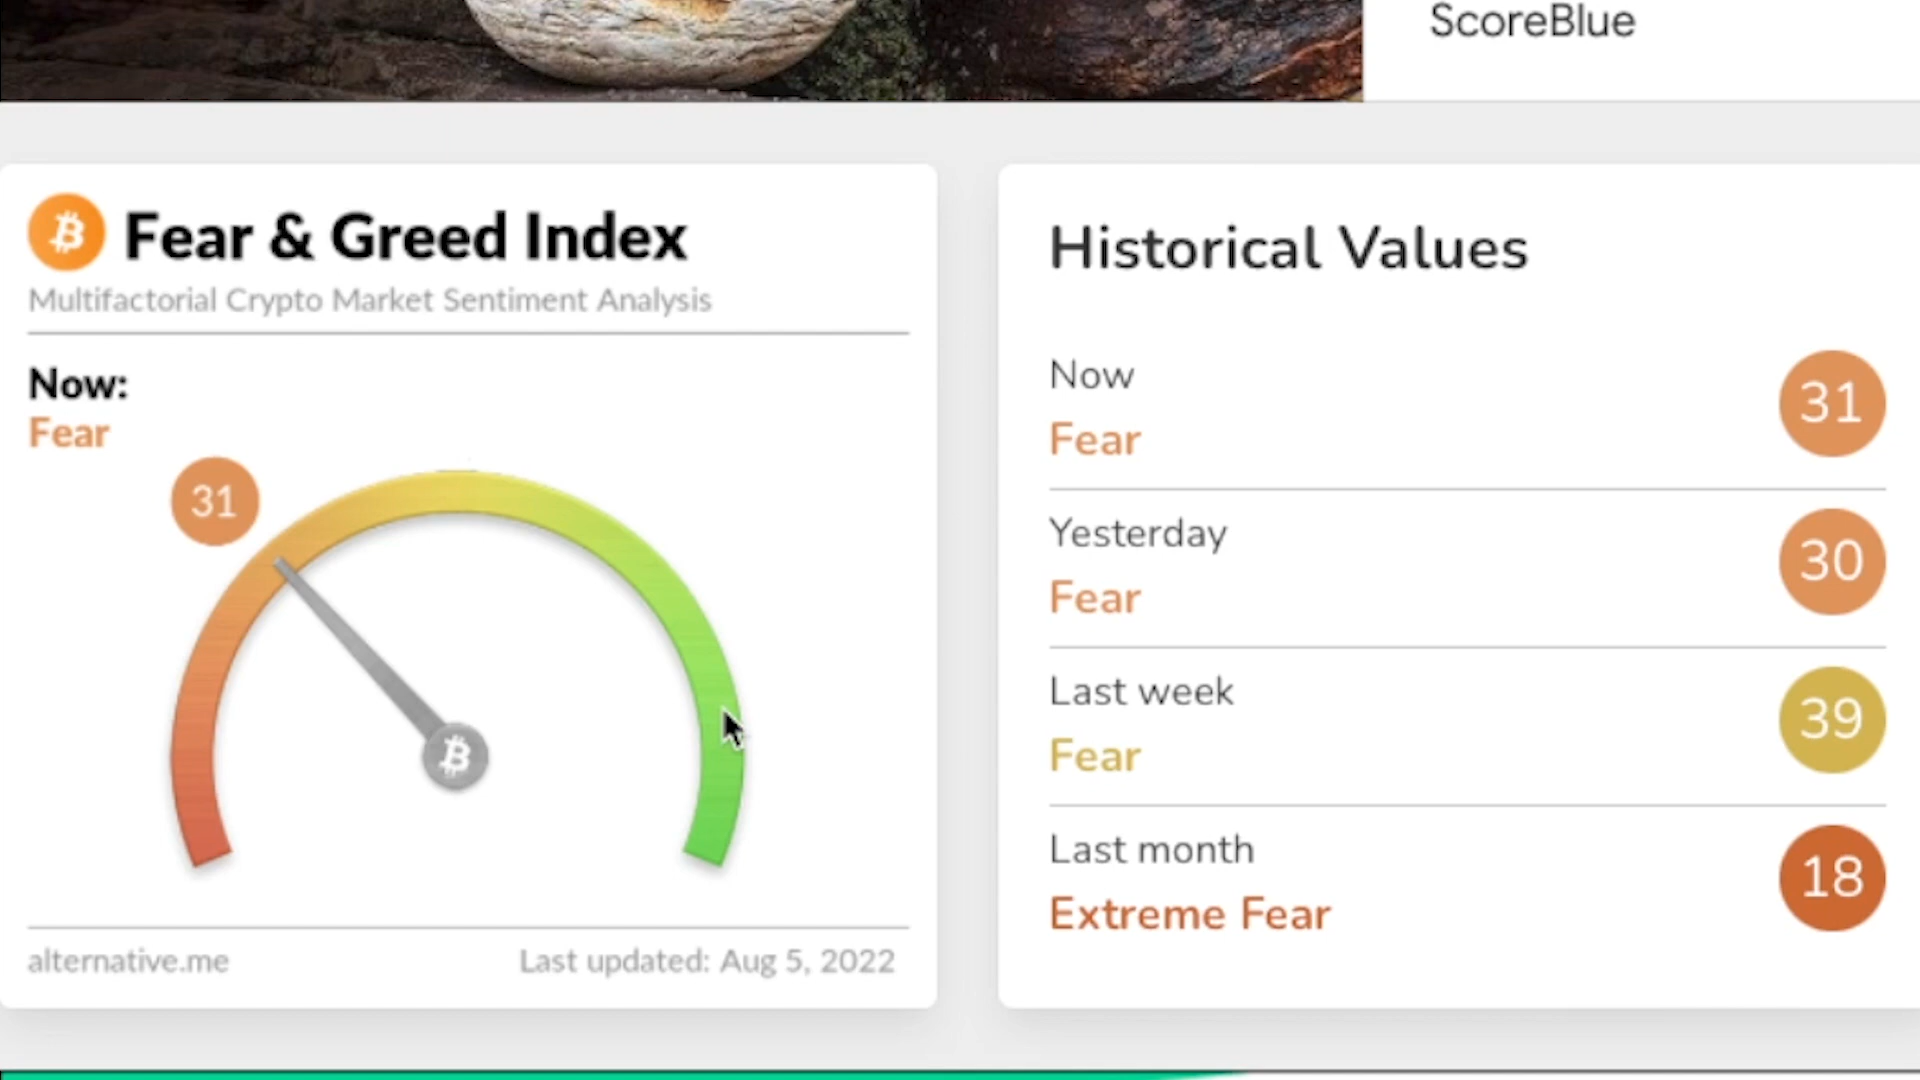 ScoreBlue
Fear & Greed Index
Multifactorial Crypto Market Sentiment Analysis
Now:
Fear
31
alternative.me
Last updated: Aug 5, 2022
Historical Values
Now
Fear
31
Yesterday
Fear
30
Last week
Fear
39
Last month
Extreme Fear
18